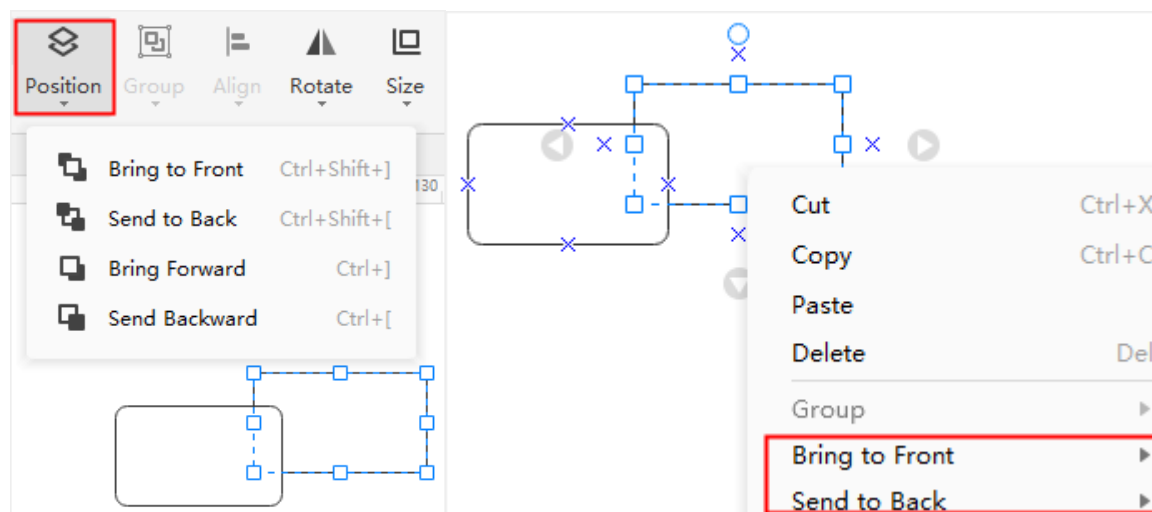 Position Group Align Rotate Size
Bring to Front Ctrl+Shift+]
Send to Back Ctrl+Shift+[
Bring Forward Ctrl+]
Send Backward Ctrl+[
130
Cut Ctrl+X
Copy Ctrl+C
Paste
Delete Del
Group
Bring to Front
Send to Back